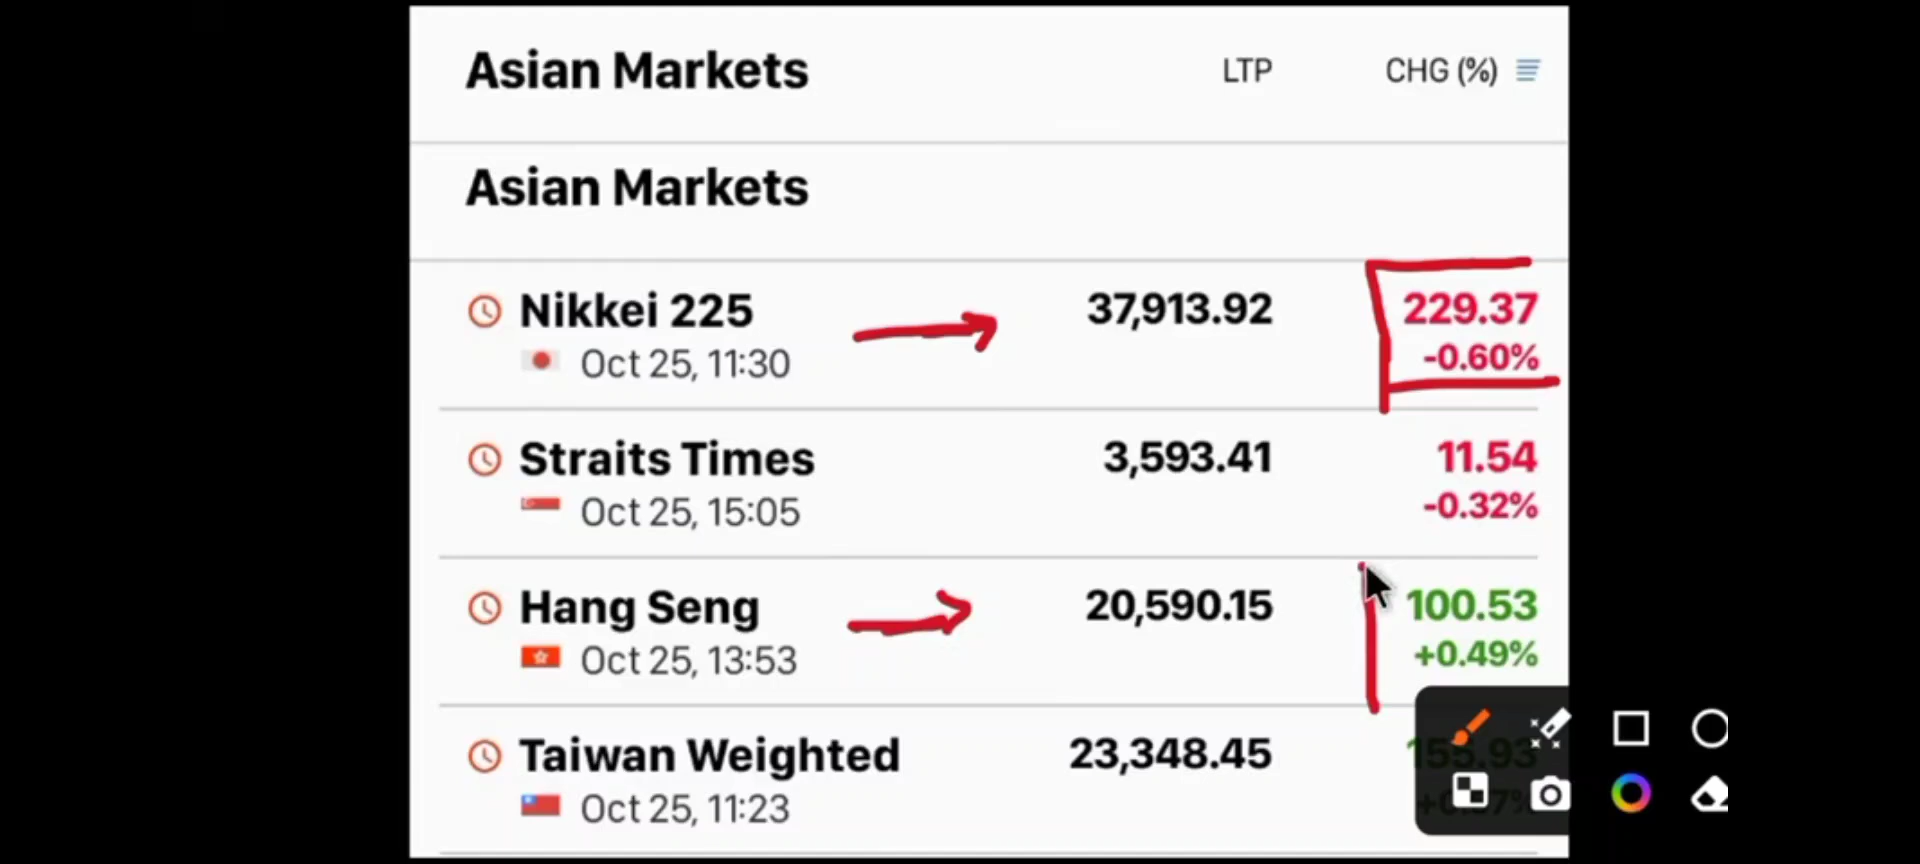 Asian Markets LTP CHG (%)
Asian Markets
Nikkei 225 37,913.92 229.37
Oct 25, 11:30 -0.60%
Straits Times 3,593.41 11.54
Oct 25, 15:05 -0.32%
Hang Seng 20,590.15 100.53
Oct 25, 13:53 +0.49%
Taiwan Weighted 23,348.45 155.93
Oct 25, 11:23